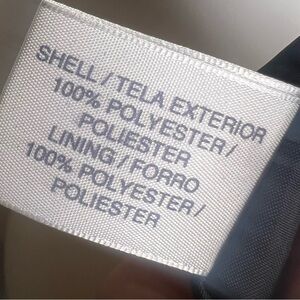 SHELL / TELA EXTERIOR
100% POLYESTER /
POLIESTER
LINING / FORRO
100% POLYESTER /
POLIESTER